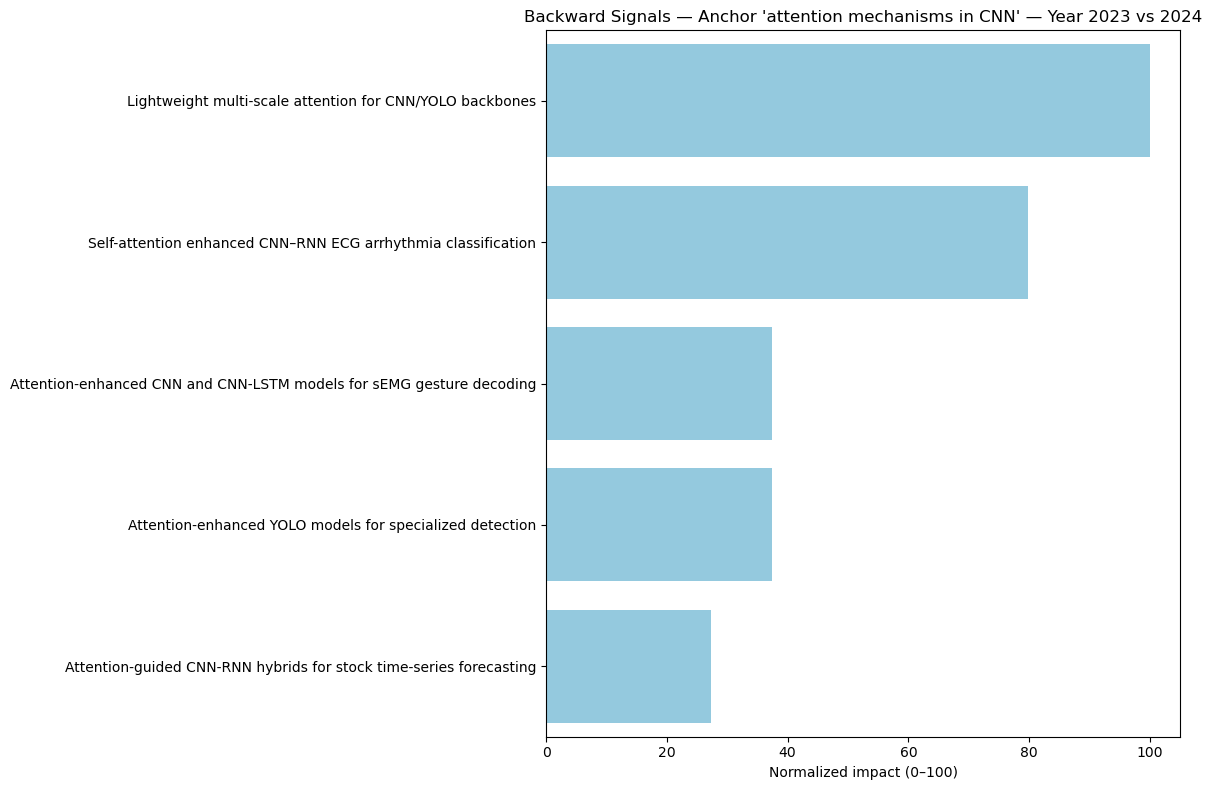 Backward Signals — Anchor 'attention mechanisms in CNN' — Year 2023 vs 2024
Lightweight multi-scale attention for CNN/YOLO backbones
Self-attention enhanced CNN–RNN ECG arrhythmia classification
Attention-enhanced CNN and CNN-LSTM models for sEMG gesture decoding
Attention-enhanced YOLO models for specialized detection
Attention-guided CNN-RNN hybrids for stock time-series forecasting
0 20 40 60 80 100
Normalized impact (0–100)